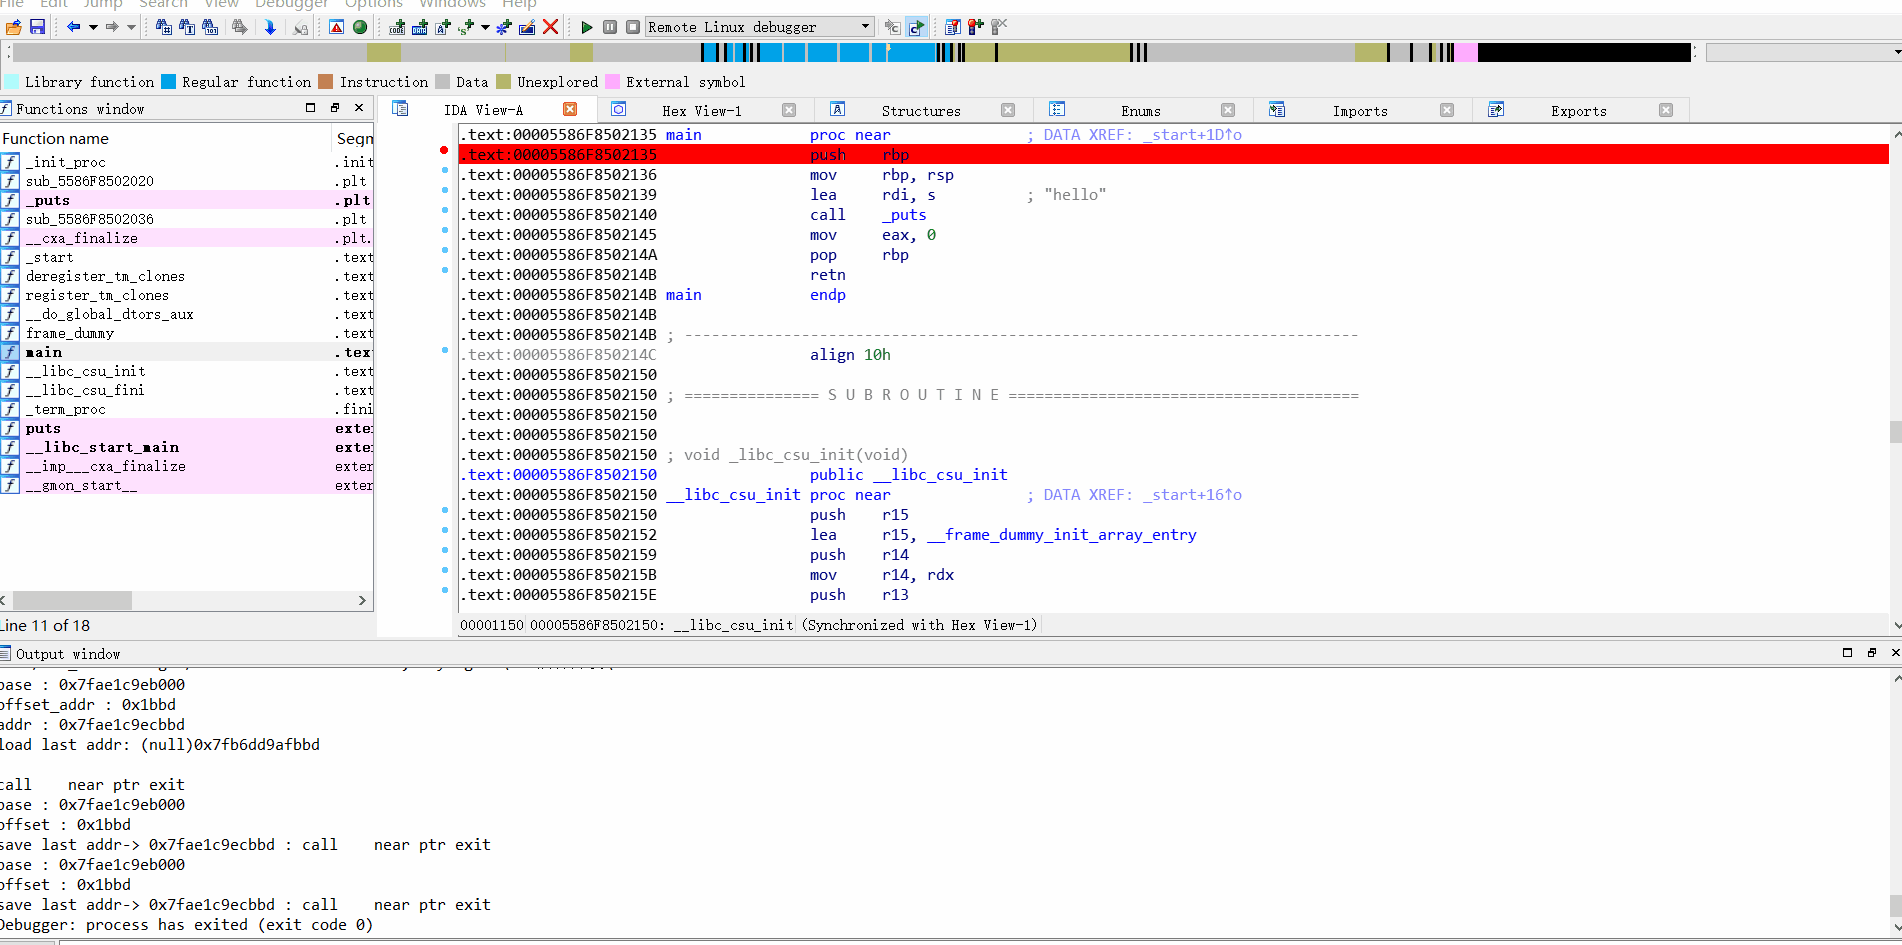 File Edit Jump Search View Debugger Options Windows Help
Remote Linux debugger
Library function Regular function Instruction Data Unexplored External symbol
Functions window
IDA View-A Hex View-1 Structures Enums Imports Exports
Function name Segm
_init_proc .init
sub_5586F8502020 .plt
_puts .plt
sub_5586F8502036 .plt
__cxa_finalize .plt.
_start .text
deregister_tm_clones .text
register_tm_clones .text
__do_global_dtors_aux .text
frame_dummy .text
main .text
__libc_csu_init .text
__libc_csu_fini .text
_term_proc .fini
puts exter
__libc_start_main exter
__imp___cxa_finalize exter
__gmon_start__ exter
Line 11 of 18
.text:00005586F8502135 main proc near ; DATA XREF: _start+1D↑o
.text:00005586F8502135 push rbp
.text:00005586F8502136 mov rbp, rsp
.text:00005586F8502139 lea rdi, s ; "hello"
.text:00005586F8502140 call _puts
.text:00005586F8502145 mov eax, 0
.text:00005586F850214A pop rbp
.text:00005586F850214B retn
.text:00005586F850214B main endp
.text:00005586F850214B
.text:00005586F850214B ; ---------------------------------------------------------------------------
.text:00005586F850214C align 10h
.text:00005586F8502150
.text:00005586F8502150 ; =============== S U B R O U T I N E =======================================
.text:00005586F8502150
.text:00005586F8502150
.text:00005586F8502150 ; void _libc_csu_init(void)
.text:00005586F8502150 public __libc_csu_init
.text:00005586F8502150 __libc_csu_init proc near ; DATA XREF: _start+16↑o
.text:00005586F8502150 push r15
.text:00005586F8502152 lea r15, __frame_dummy_init_array_entry
.text:00005586F8502159 push r14
.text:00005586F850215B mov r14, rdx
.text:00005586F850215E push r13
00001150 00005586F8502150: __libc_csu_init (Synchronized with Hex View-1)
Output window
base : 0x7fae1c9eb000
offset_addr : 0x1bbd
addr : 0x7fae1c9ecbbd
load last addr: (null)0x7fb6dd9afbbd
call near ptr exit
base : 0x7fae1c9eb000
offset : 0x1bbd
save last addr-> 0x7fae1c9ecbbd : call near ptr exit
base : 0x7fae1c9eb000
offset : 0x1bbd
save last addr-> 0x7fae1c9ecbbd : call near ptr exit
Debugger: process has exited (exit code 0)